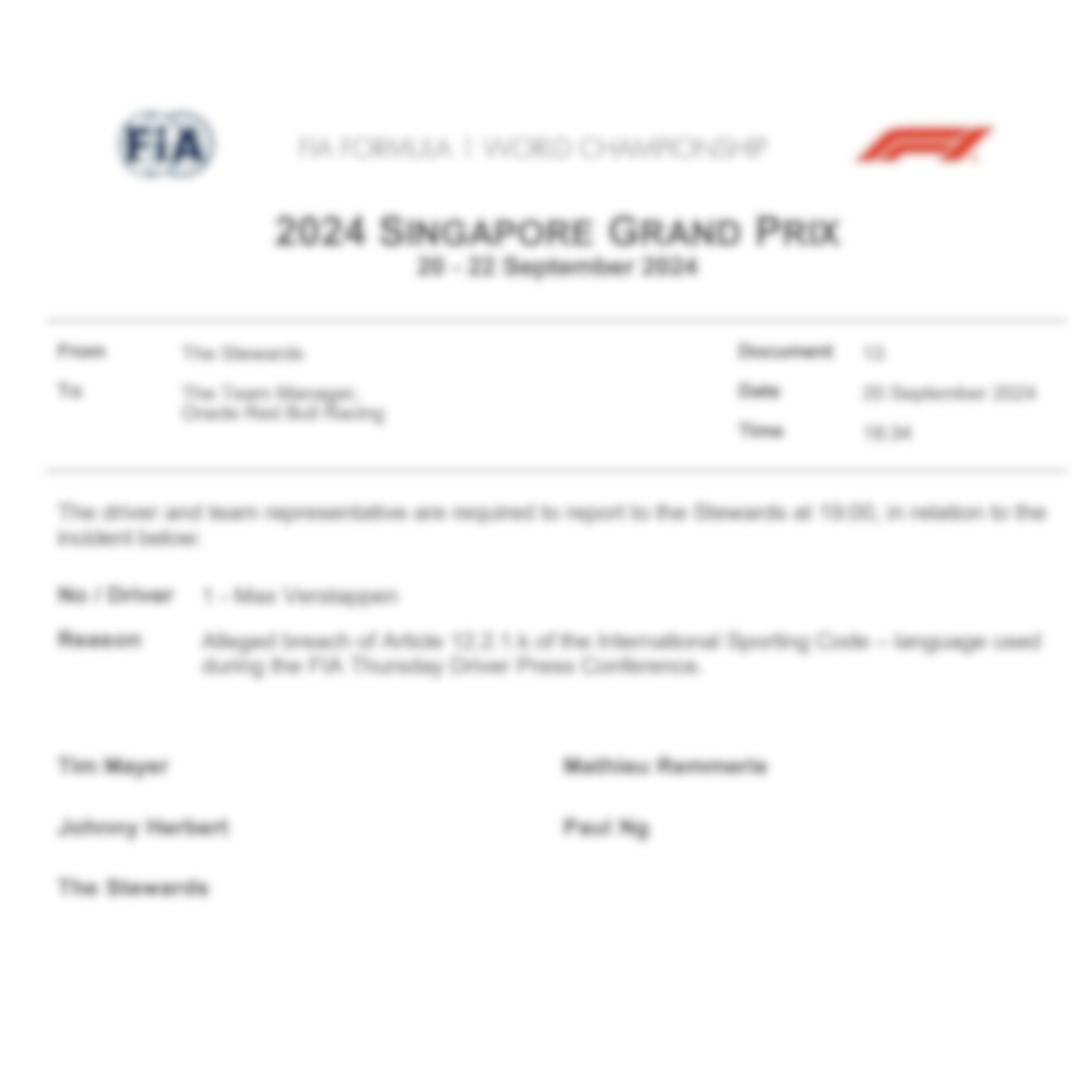 FIA
FIA FORMULA 1 WORLD CHAMPIONSHIP
F1
2024 SINGAPORE GRAND PRIX
20 - 22 September 2024
From The Stewards Document 13
To The Team Manager, Date 20 September 2024
Oracle Red Bull Racing
Time
The driver and team representative are required to report to the Stewards at 19:00, in relation to the
incident below:
No / Driver 1 - Max Verstappen
Reason Alleged breach of Article 12.2.1.k of the International Sporting Code – language used
during the FIA Thursday Driver Press Conference.
Tim Mayer Mathieu Remmerie
Johnny Herbert Paul Ng
The Stewards